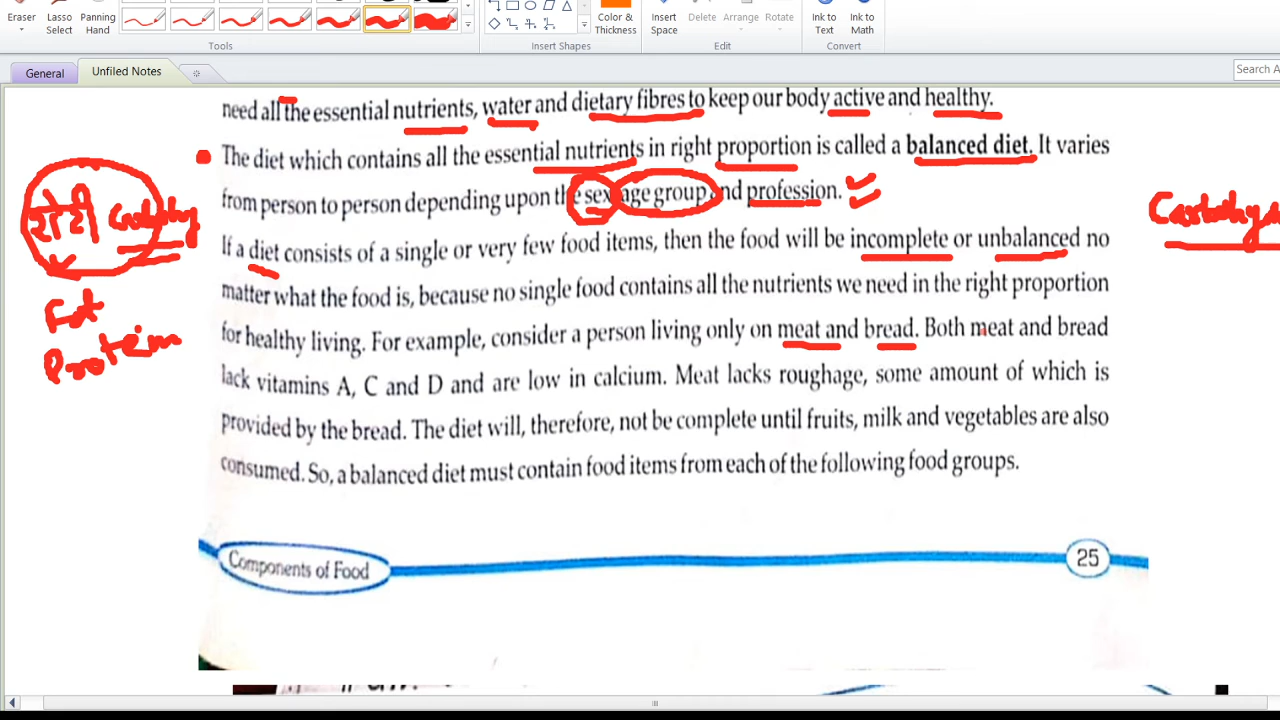 Eraser
Lasso
Select
Panning
Hand
Color &
Thickness
Insert
Space
Delete
Arrange
Rotate
Ink to
Text
Ink to
Math
Tools
Insert Shapes
Edit
Convert
General
Unfiled Notes
Search A
need all the essential nutrients, water and dietary fibres to keep our body active and healthy.
The diet which contains all the essential nutrients in right proportion is called a balanced diet. It varies
from person to person depending upon the sex age group and profession.
If a diet consists of a single or very few food items, then the food will be incomplete or unbalanced no
matter what the food is, because no single food contains all the nutrients we need in the right proportion
for healthy living. For example, consider a person living only on meat and bread. Both meat and bread
lack vitamins A, C and D and are low in calcium. Meat lacks roughage, some amount of which is
provided by the bread. The diet will, therefore, not be complete until fruits, milk and vegetables are also
consumed. So, a balanced diet must contain food items from each of the following food groups.
Fat
Protein
Components of Food
25